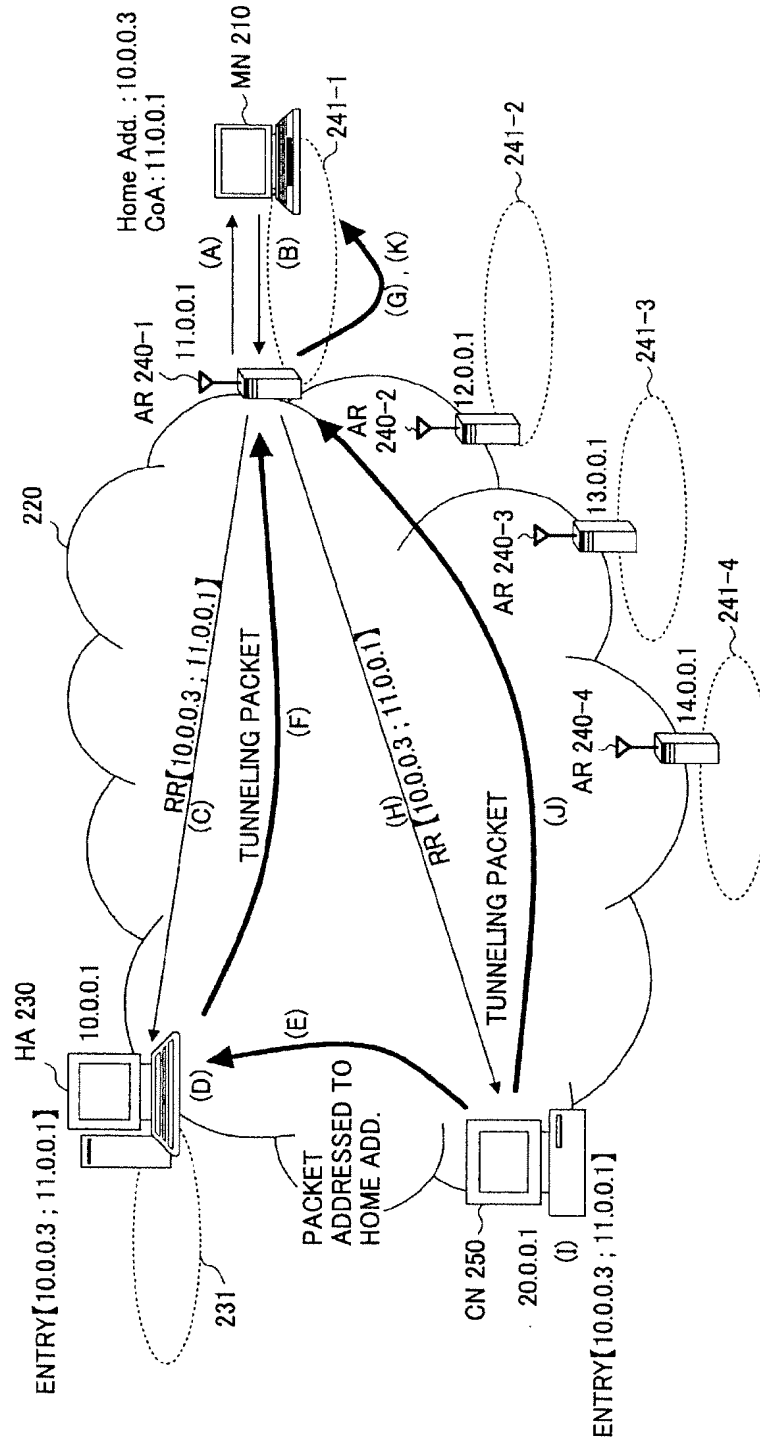 Home Add. : 10.0.0.3
CoA : 11.0.0.1
MN 210
241-1
(A)
(B)
(G) , (K)
11.0.0.1
AR 240-1
241-2
12.0.0.1
AR
240-2
241-3
13.0.0.1
AR 240-3
241-4
14.0.0.1
AR 240-4
220
RR【10.0.0.3 ; 11.0.0.1】
(C)
TUNNELING PACKET
(F)
(H)
RR【10.0.0.3 ; 11.0.0.1】
TUNNELING PACKET
(J)
HA 230
10.0.0.1
ENTRY【10.0.0.3 ; 11.0.0.1】
(D)
(E)
231
PACKET
ADDRESSED TO
HOME ADD.
CN 250
20.0.0.1
(I)
ENTRY【10.0.0.3 ; 11.0.0.1】